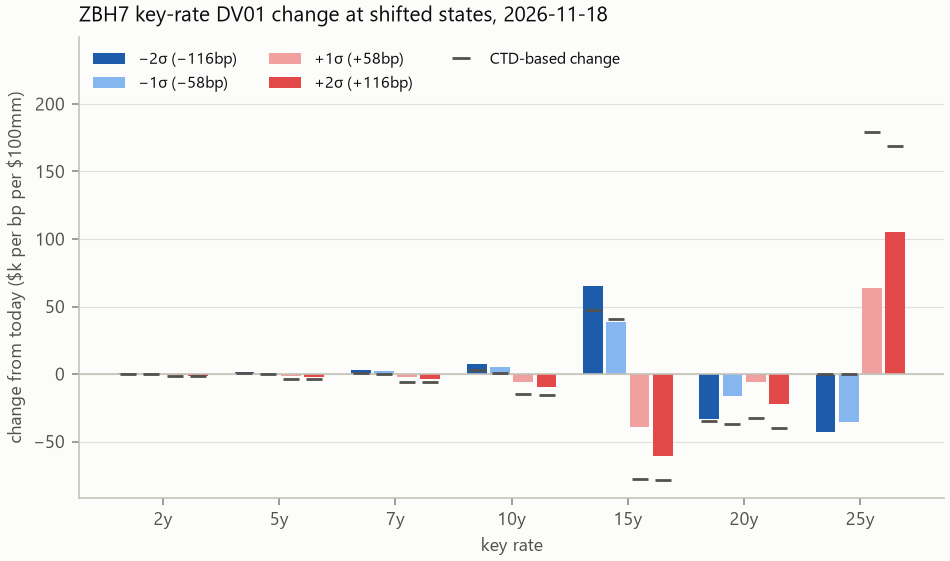 ZBH7 key-rate DV01 change at shifted states, 2026-11-18
−2σ (−116bp)
−1σ (−58bp)
+1σ (+58bp)
+2σ (+116bp)
CTD-based change
change from today ($k per bp per $100mm)
200
150
100
50
0
−50
2y
5y
7y
10y
15y
20y
25y
key rate